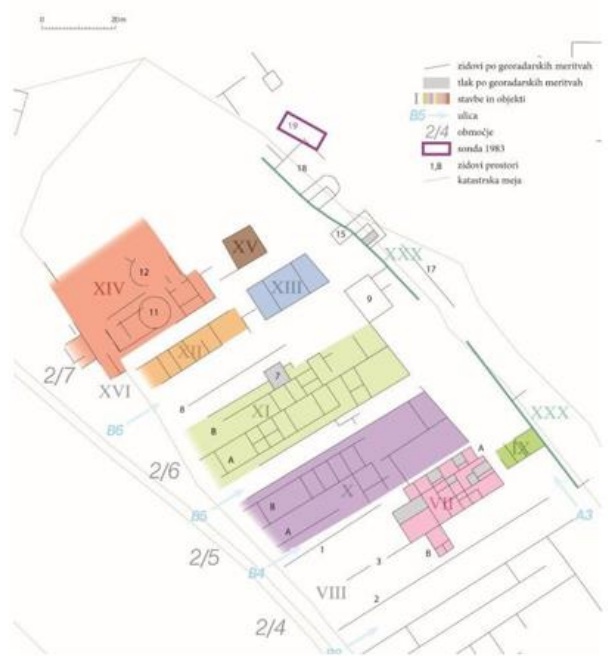 0 20 m
zidovi po georadarskih meritvah
tlak po georadarskih meritvah
I stavbe in objekti
B5 ulica
2/4 območje
sonda 1983
1,B zidovi prostori
katastrska meja
19
18
15
XXX
17
XV
12
XIV
XIII
11
9
XII
2/7
XVI
8
7
XI
B
B6
A
XXX
2/6
A
IX
X
B
VII
B5
A
A3
1
B
2/5
3
B4
VIII
2
2/4